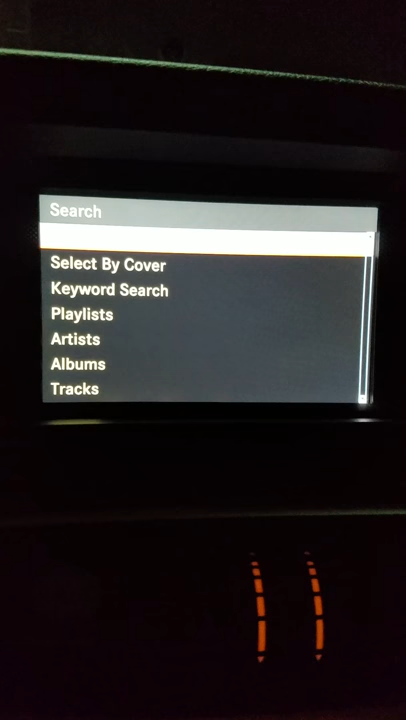 Search
Select By Cover
Keyword Search
Playlists
Artists
Albums
Tracks